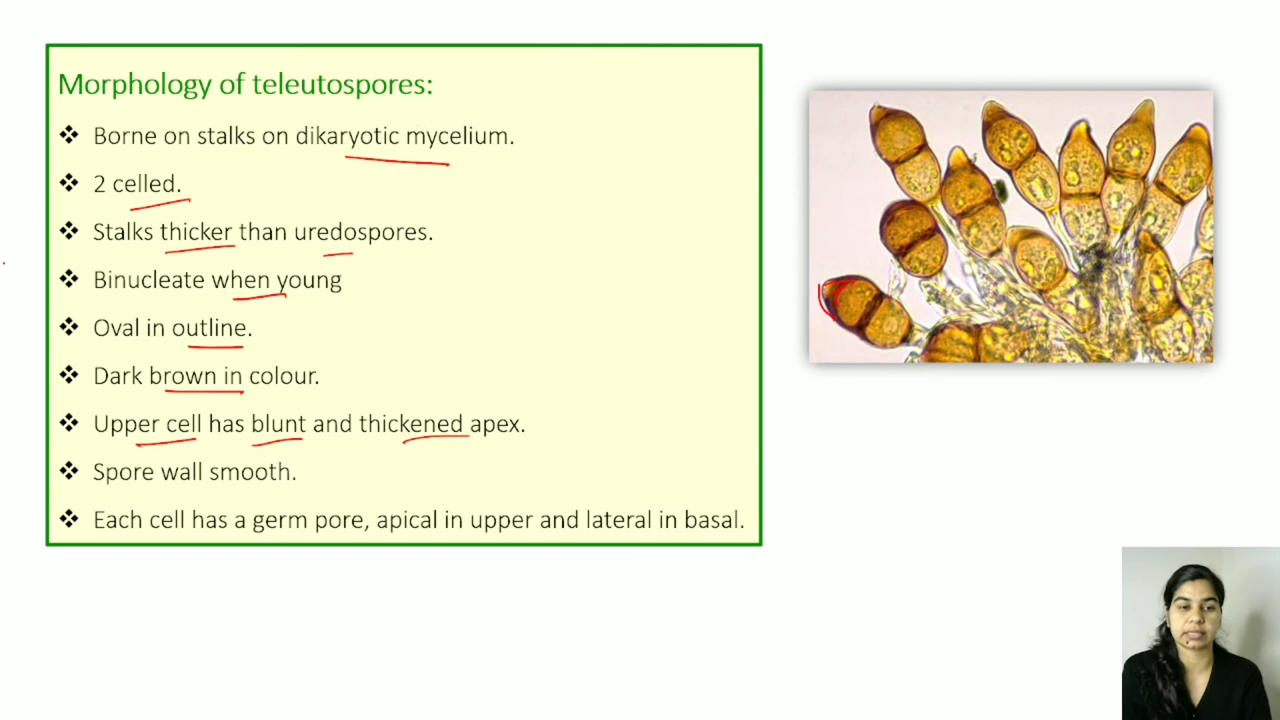 Morphology of teleutospores:
❖ Borne on stalks on dikaryotic mycelium.
❖ 2 celled.
❖ Stalks thicker than uredospores.
❖ Binucleate when young
❖ Oval in outline.
❖ Dark brown in colour.
❖ Upper cell has blunt and thickened apex.
❖ Spore wall smooth.
❖ Each cell has a germ pore, apical in upper and lateral in basal.